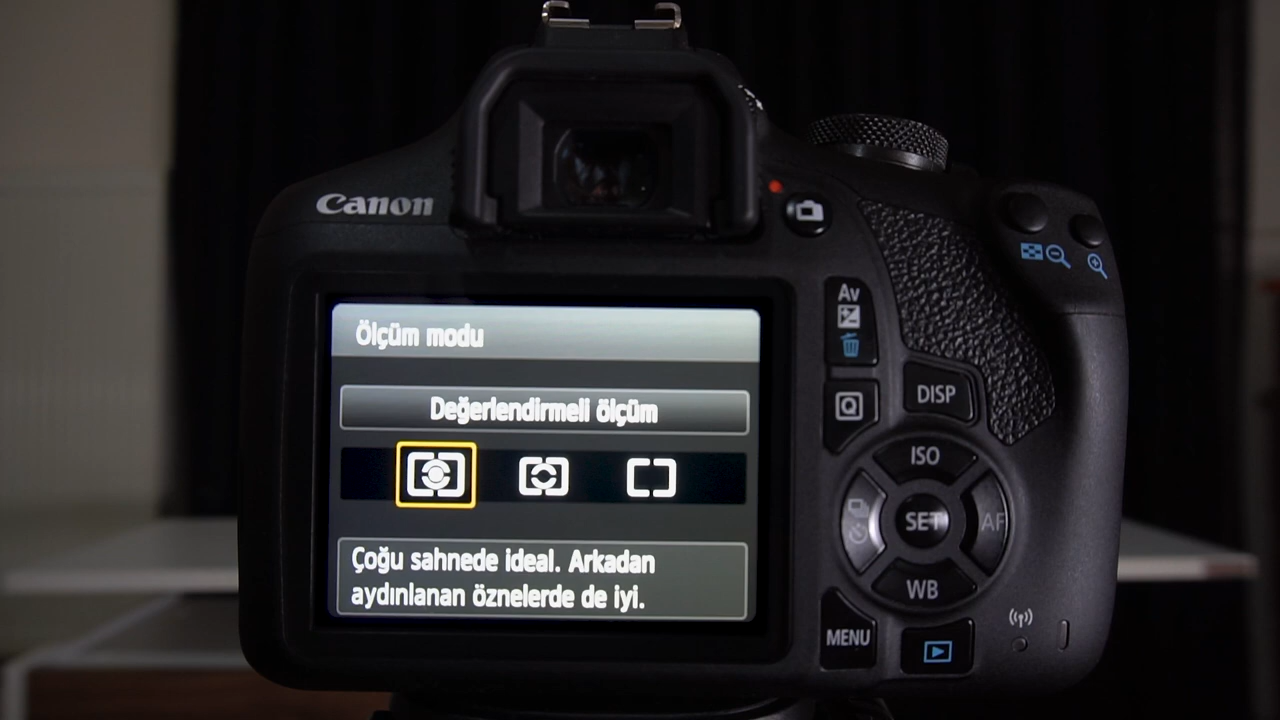 Canon
Ölçüm modu
Değerlendirmeli ölçüm
Çoğu sahnede ideal. Arkadan
aydınlanan öznelerde de iyi.
Av
Q
DISP
ISO
SET
AF
WB
MENU